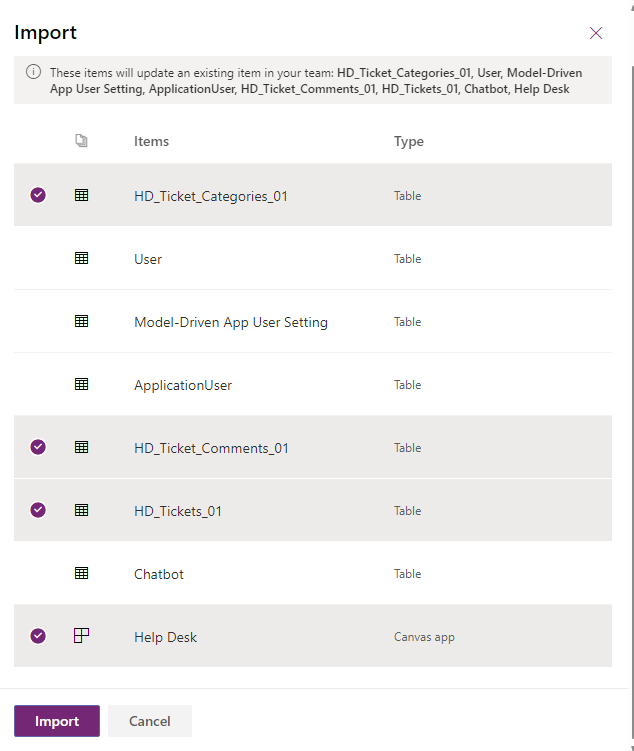 Import
These items will update an existing item in your team: HD_Ticket_Categories_01, User, Model-Driven
App User Setting, ApplicationUser, HD_Ticket_Comments_01, HD_Tickets_01, Chatbot, Help Desk
Items Type
HD_Ticket_Categories_01 Table
User Table
Model-Driven App User Setting Table
ApplicationUser Table
HD_Ticket_Comments_01 Table
HD_Tickets_01 Table
Chatbot Table
Help Desk Canvas app
Import Cancel